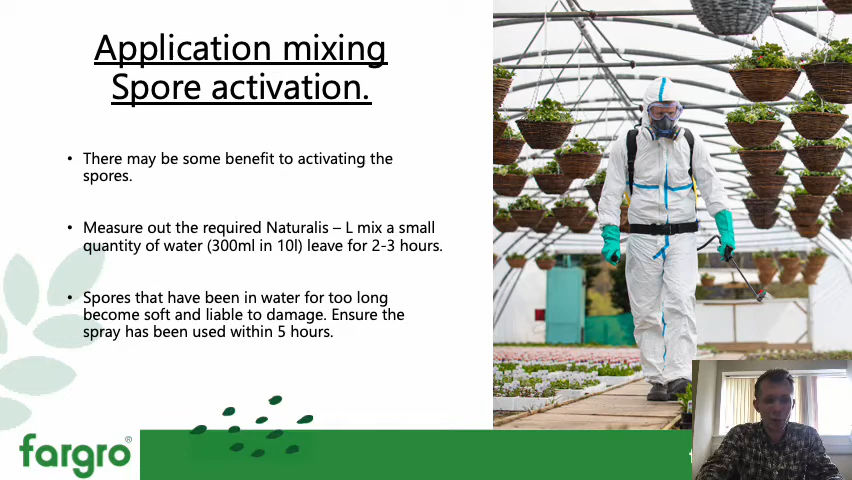 Application mixing
Spore activation.
• There may be some benefit to activating the
spores.
• Measure out the required Naturalis – L mix a small
quantity of water (300ml in 10l) leave for 2-3 hours.
• Spores that have been in water for too long
become soft and liable to damage. Ensure the
spray has been used within 5 hours.
fargro®